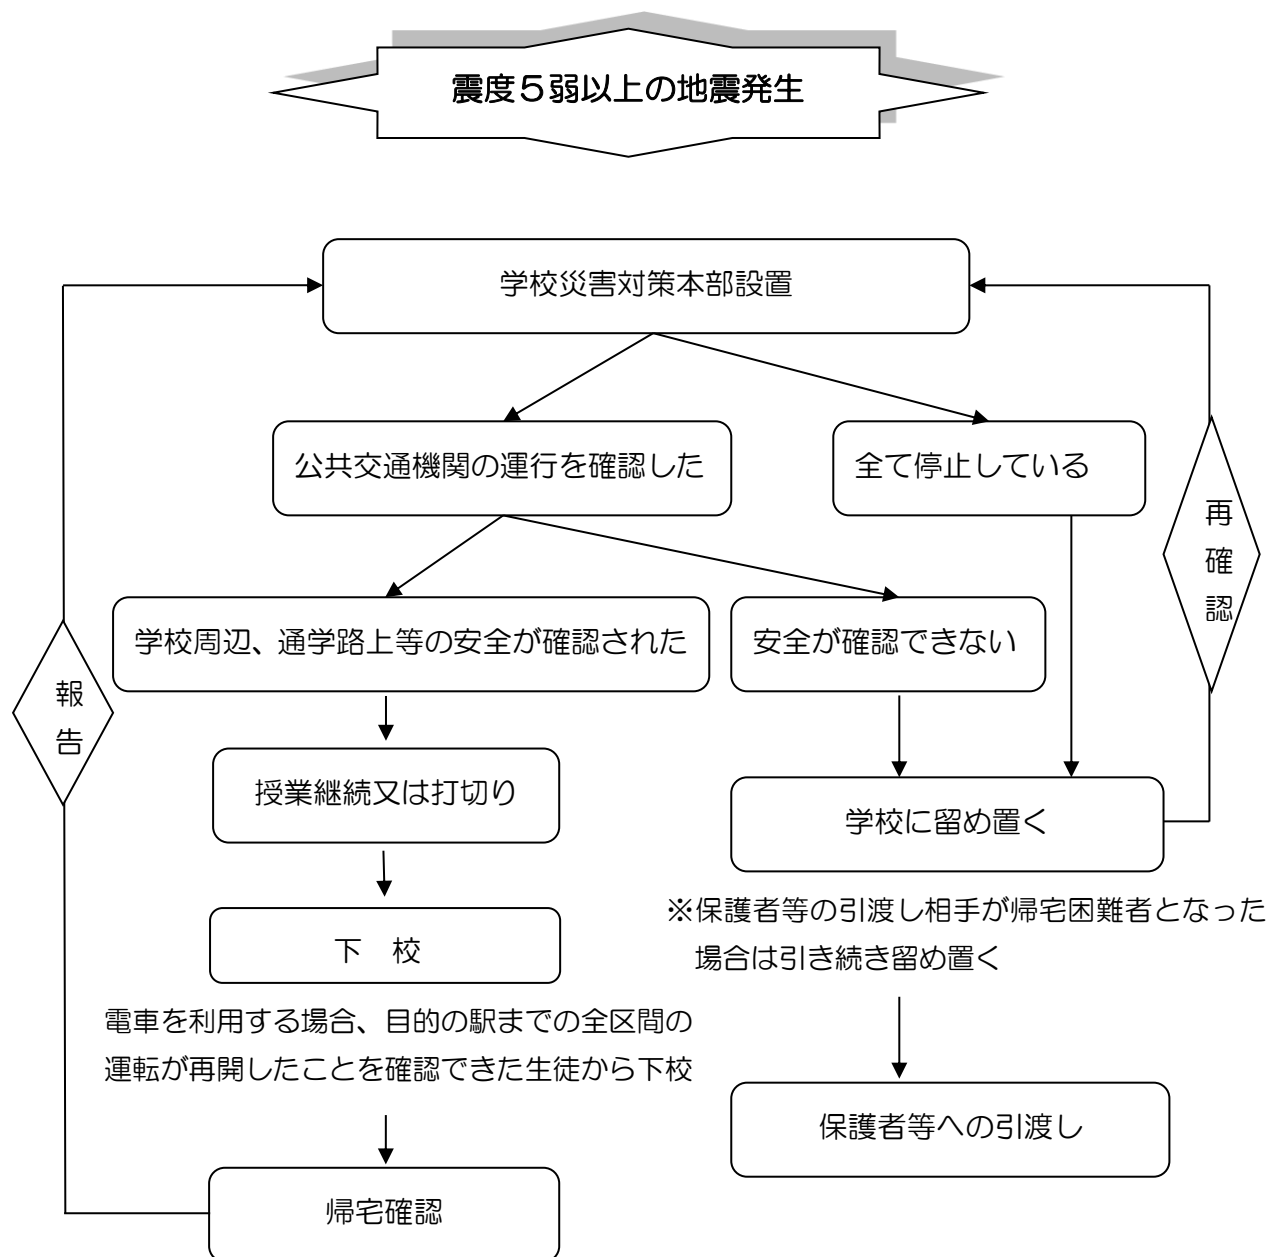 震度５弱以上の地震発生
学校災害対策本部設置
公共交通機関の運行を確認した
全て停止している
再確認
学校周辺、通学路上等の安全が確認された
安全が確認できない
報告
授業継続又は打切り
学校に留め置く
※保護者等の引渡し相手が帰宅困難者となった
場合は引き続き留め置く
下　校
電車を利用する場合、目的の駅までの全区間の
運転が再開したことを確認できた生徒から下校
保護者等への引渡し
帰宅確認